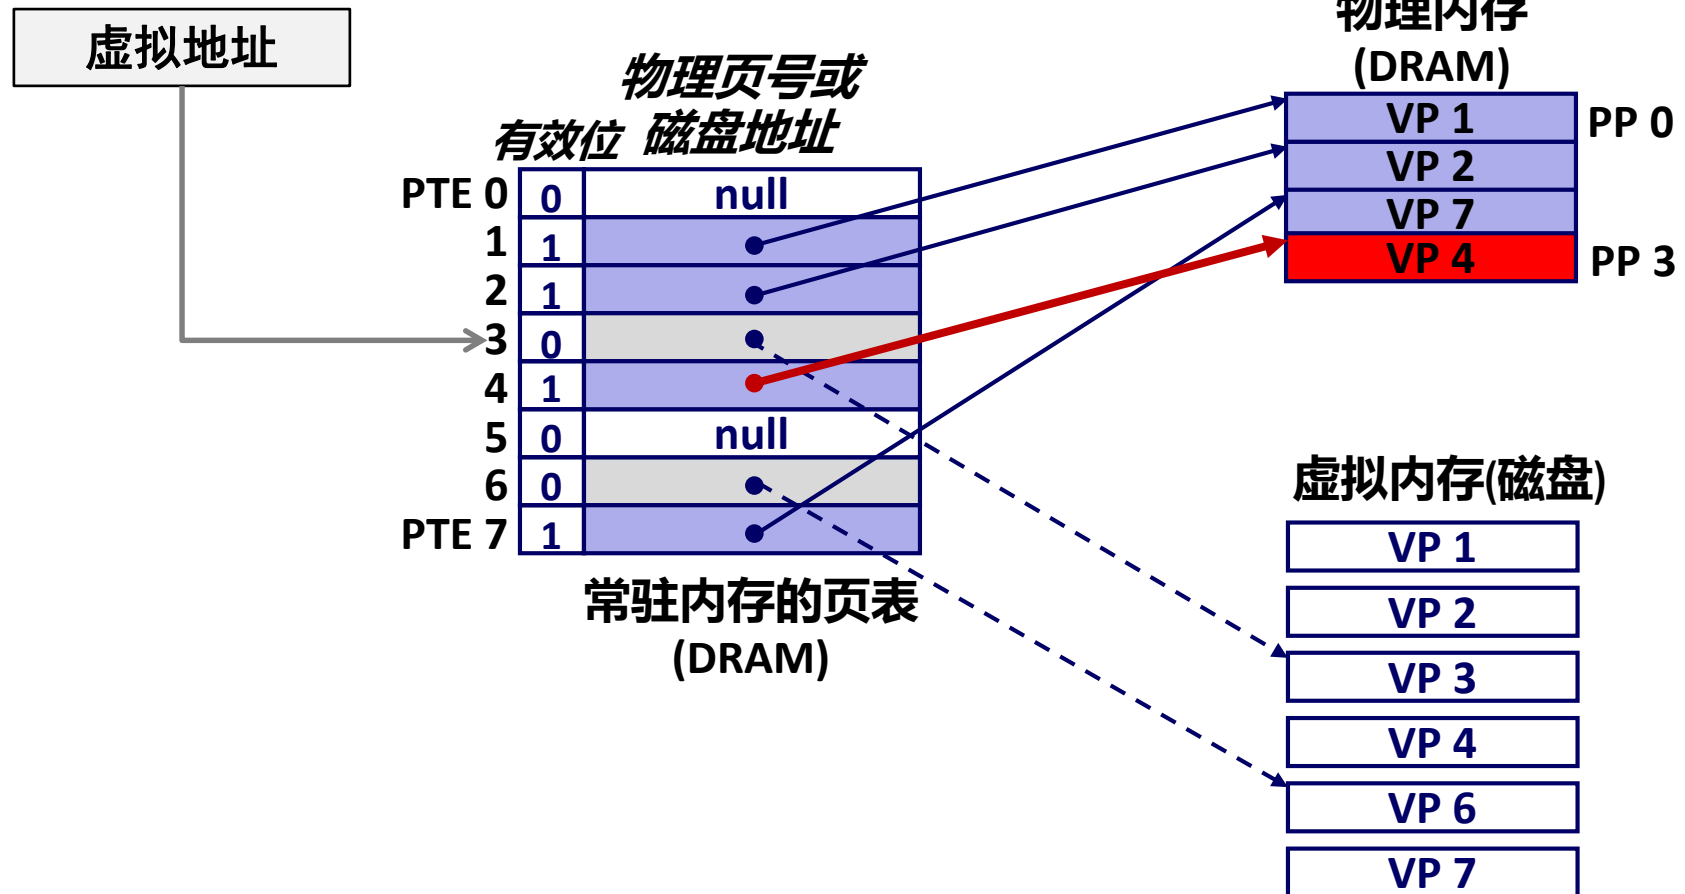 虚拟地址
物理页号或
磁盘地址
有效位
PTE 0 0 null
1 1
2 1
3 0
4 1
5 0 null
6 0
PTE 7 1
常驻内存的页表
(DRAM)
物理内存
(DRAM)
VP 1 PP 0
VP 2
VP 7
VP 4 PP 3
虚拟内存(磁盘)
VP 1
VP 2
VP 3
VP 4
VP 6
VP 7